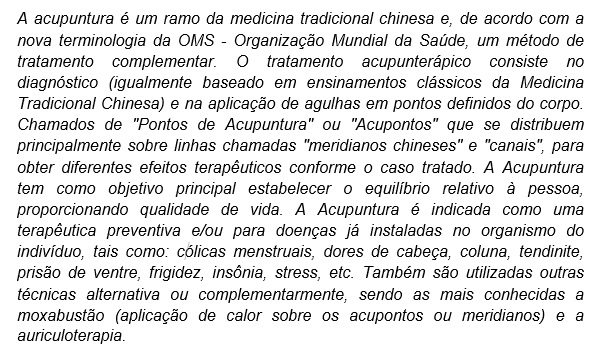 A acupuntura é um ramo da medicina tradicional chinesa e, de acordo com a
nova terminologia da OMS - Organização Mundial da Saúde, um método de
tratamento complementar. O tratamento acupunterápico consiste no
diagnóstico (igualmente baseado em ensinamentos clássicos da Medicina
Tradicional Chinesa) e na aplicação de agulhas em pontos definidos do corpo.
Chamados de "Pontos de Acupuntura" ou "Acupontos" que se distribuem
principalmente sobre linhas chamadas "meridianos chineses" e "canais", para
obter diferentes efeitos terapêuticos conforme o caso tratado. A Acupuntura
tem como objetivo principal estabelecer o equilíbrio relativo à pessoa,
proporcionando qualidade de vida. A Acupuntura é indicada como uma
terapêutica preventiva e/ou para doenças já instaladas no organismo do
indivíduo, tais como: cólicas menstruais, dores de cabeça, coluna, tendinite,
prisão de ventre, frigidez, insônia, stress, etc. Também são utilizadas outras
técnicas alternativa ou complementarmente, sendo as mais conhecidas a
moxabustão (aplicação de calor sobre os acupontos ou meridianos) e a
auriculoterapia.